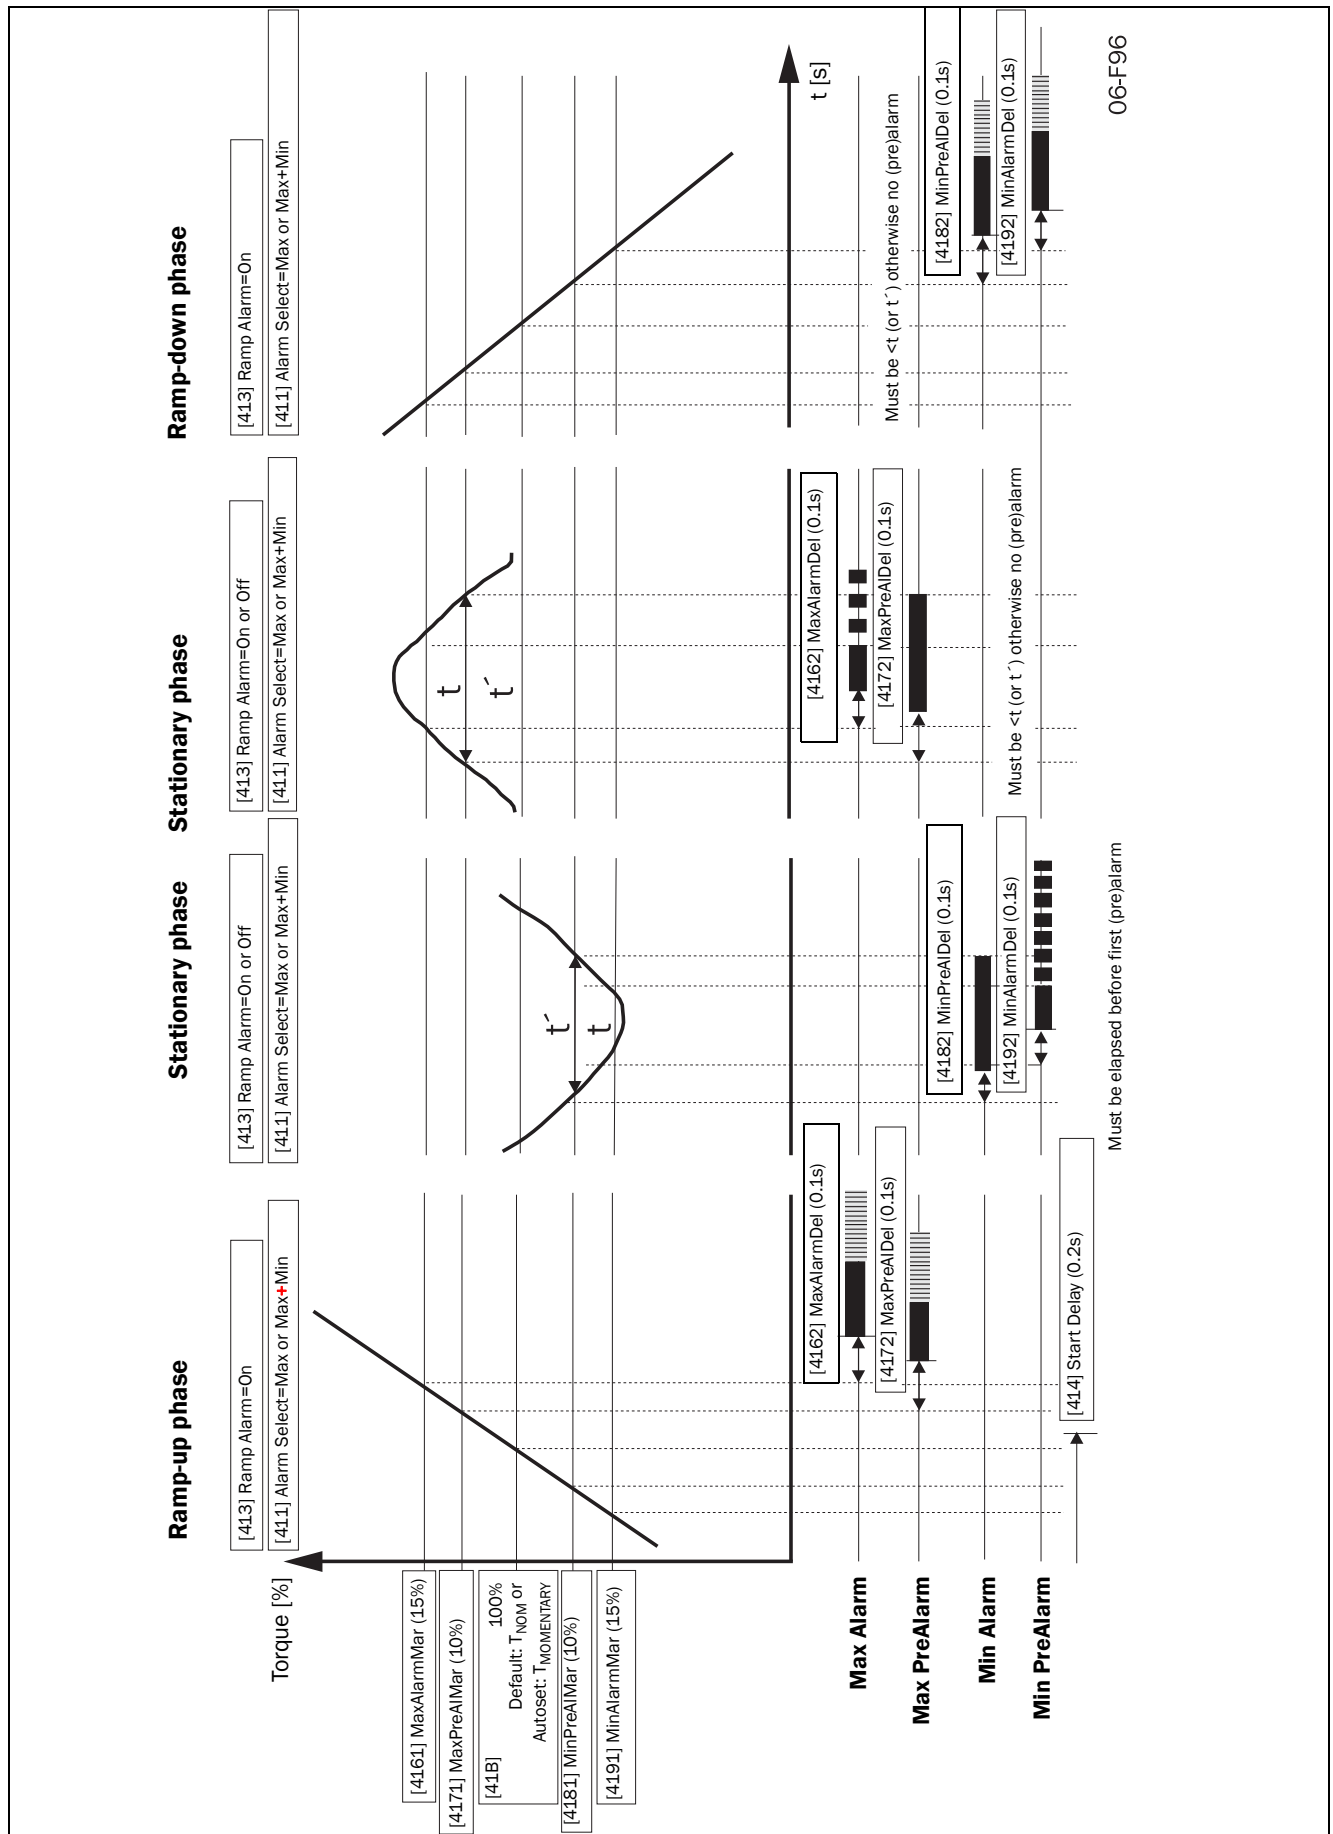 Ramp-up phase
Stationary phase
Stationary phase
Ramp-down phase
[413] Ramp Alarm=On
[413] Ramp Alarm=On or Off
[413] Ramp Alarm=On or Off
[413] Ramp Alarm=On
[411] Alarm Select=Max or Max+Min
[411] Alarm Select=Max or Max+Min
[411] Alarm Select=Max or Max+Min
[411] Alarm Select=Max or Max+Min
Torque [%]
[4161] MaxAlarmMar (15%)
[4171] MaxPreAlMar (10%)
[41B] 100%
Default: TNOM or
Autoset: TMOMENTARY
[4181] MinPreAlMar (10%)
[4191] MinAlarmMar (15%)
t´
t
t
t´
t [s]
[4162] MaxAlarmDel (0.1s)
[4162] MaxAlarmDel (0.1s)
Max Alarm
[4172] MaxPreAlDel (0.1s)
[4172] MaxPreAlDel (0.1s)
Must be <t (or t´) otherwise no (pre)alarm
Max PreAlarm
[4182] MinPreAlDel (0.1s)
[4182] MinPreAlDel (0.1s)
Min Alarm
[4192] MinAlarmDel (0.1s)
Must be <t (or t´) otherwise no (pre)alarm
[4192] MinAlarmDel (0.1s)
Min PreAlarm
[414] Start Delay (0.2s)
Must be elapsed before first (pre)alarm
06-F96